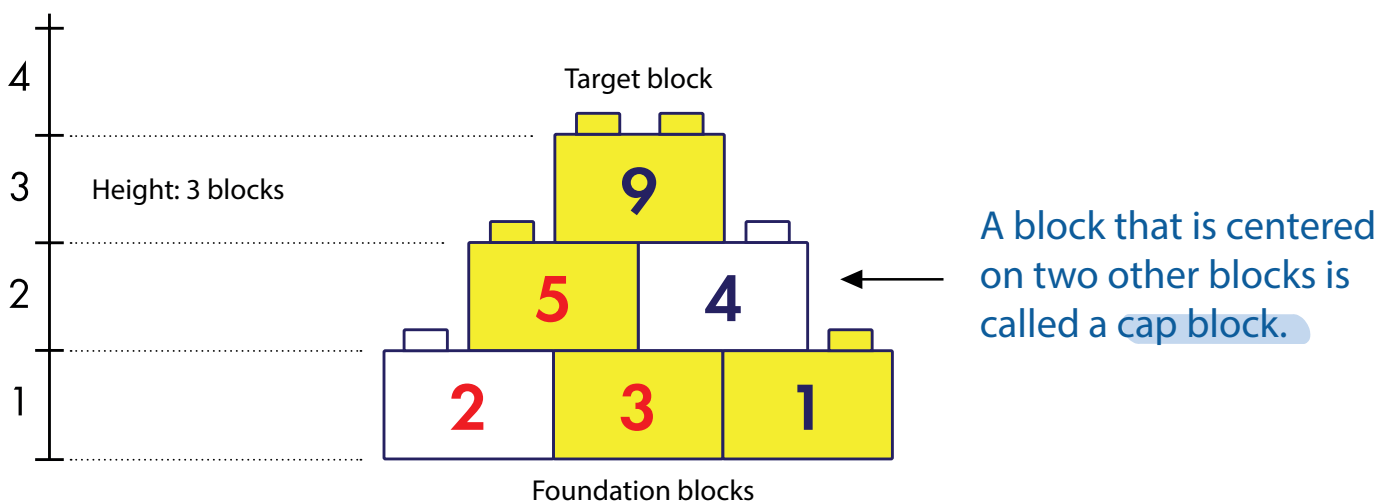 4
Target block
9
3
Height: 3 blocks
A block that is centered
on two other blocks is
called a cap block.
2
5 4
1
2 3 1
Foundation blocks